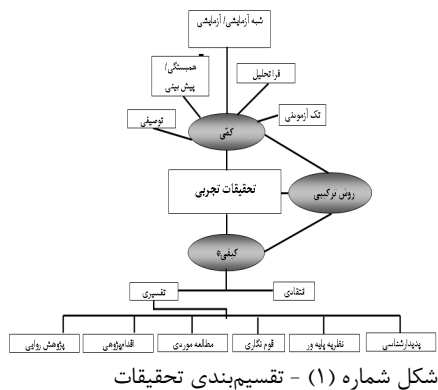 شبه آزمایشی/ آزمایشی
همبستگی/
پیش بینی
فراتحلیل
توصیفی
تک آزمودنی
کمّی
تحقیقات تجربی
روش ترکیبی
کیفی*
تفسیری
انتقادی
پدیدارشناسی
نظریه پایه ور
قوم نگاری
مطالعه موردی
اقدام‌پژوهی
پژوهش روایی
شکل شماره (۱) - تقسیم‌بندی تحقیقات